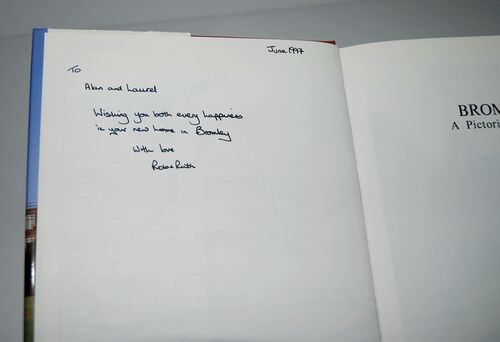 June 1997
To
Alan and Laurel
Wishing you both every happiness
in your new home in Bromley
With love
BROM
A Pictori